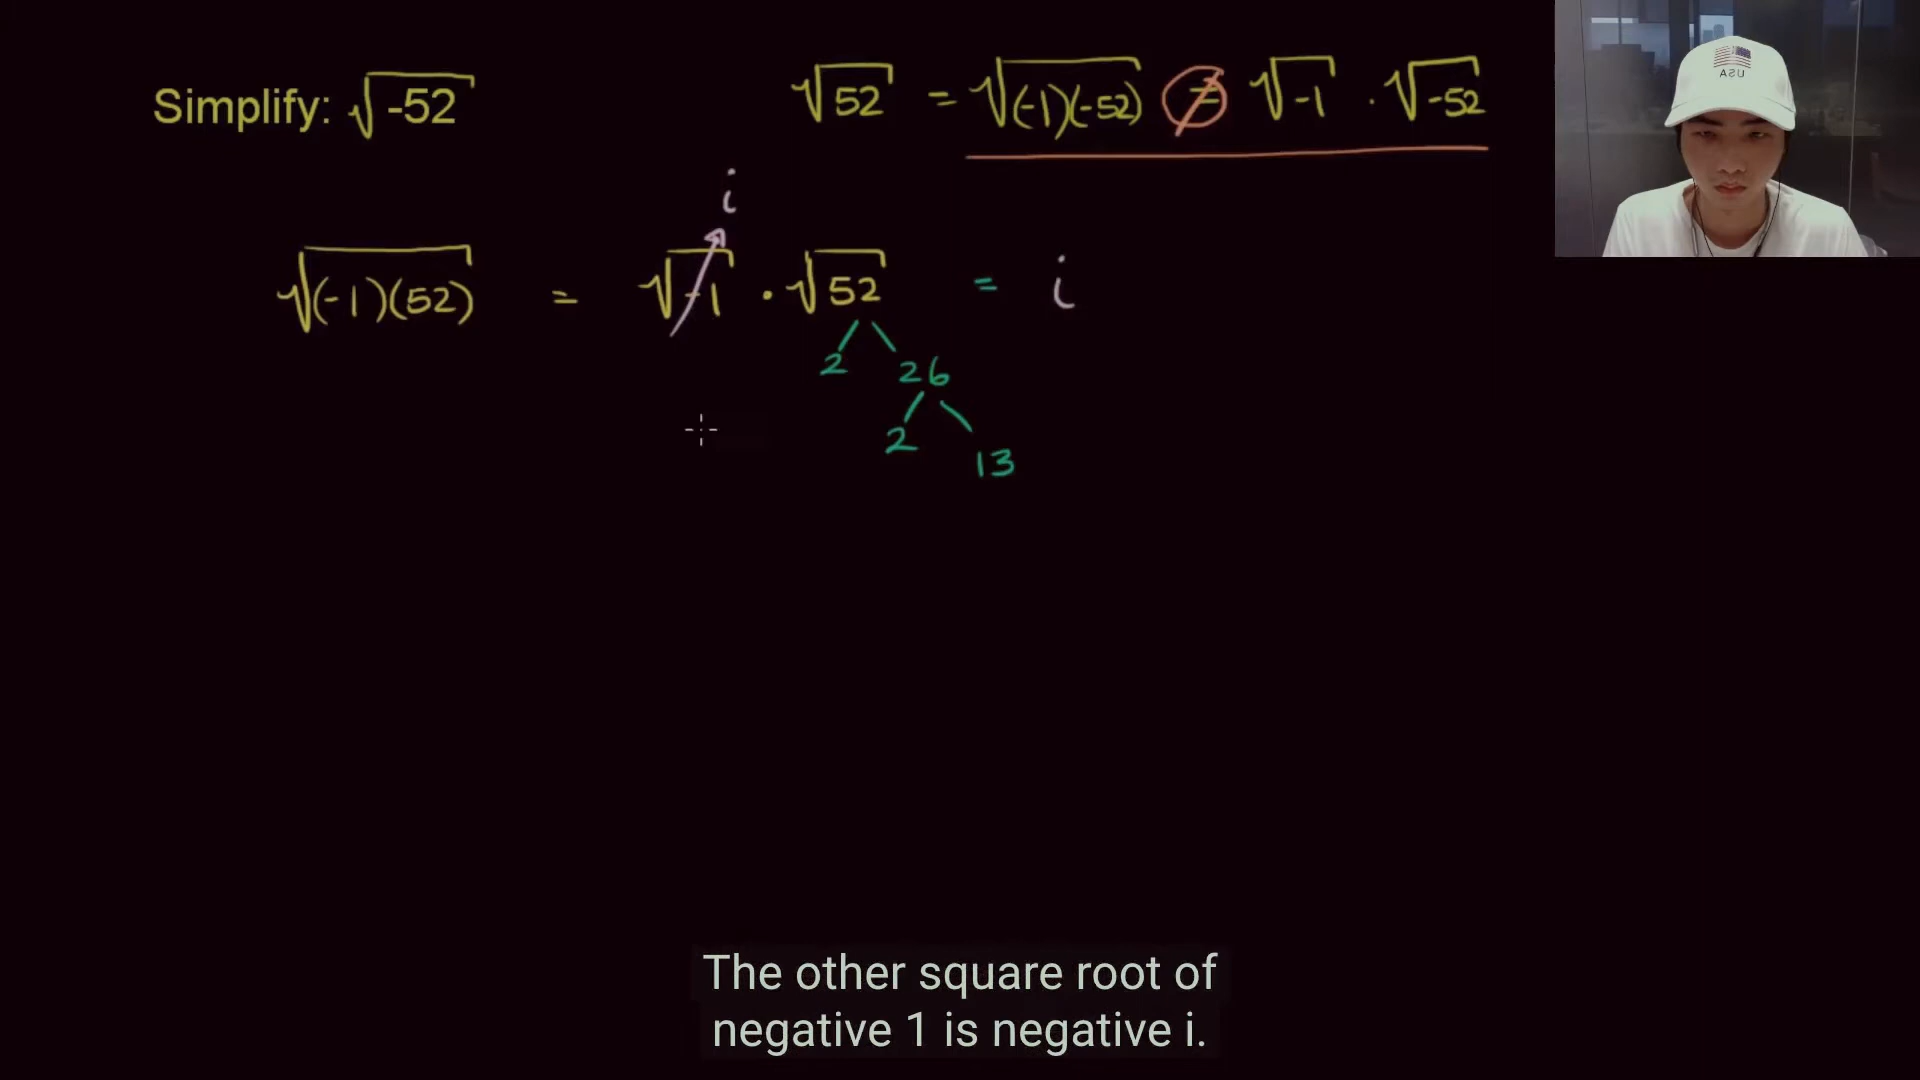 Simplify: √-52
√52 = √(-1)(-52) ≠ √-1 · √-52
USA
i
√(-1)(52) = √-1 · √52 = i
2 26
2 13
The other square root of
negative 1 is negative i.